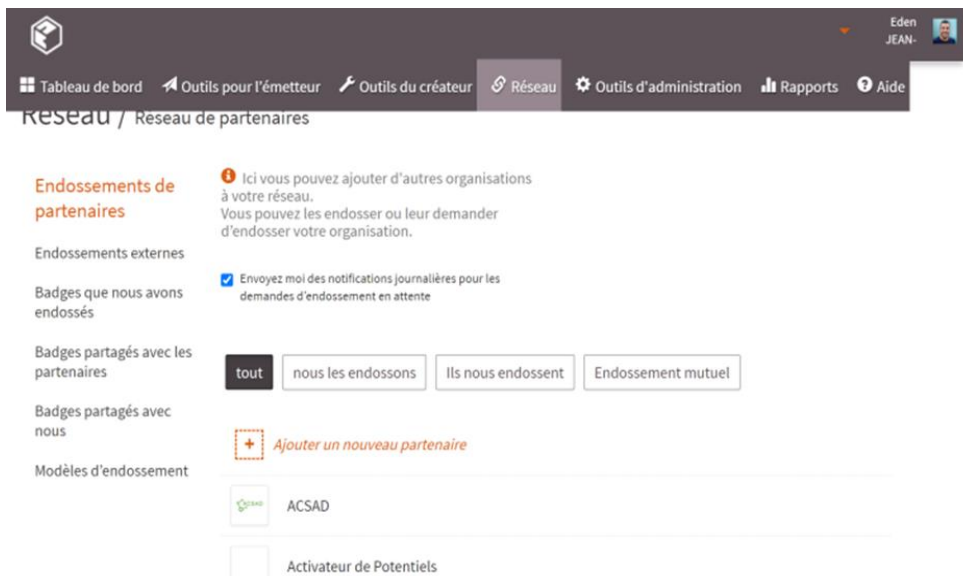 Eden
JEAN-
Tableau de bord Outils pour l'émetteur Outils du créateur Réseau Outils d'administration Rapports Aide
Réseau / Réseau de partenaires
Endossements de
partenaires
Endossements externes
Badges que nous avons
endossés
Badges partagés avec les
partenaires
Badges partagés avec
nous
Modèles d'endossement
Ici vous pouvez ajouter d'autres organisations
à votre réseau.
Vous pouvez les endosser ou leur demander
d'endosser votre organisation.
Envoyez moi des notifications journalières pour les
demandes d'endossement en attente
tout nous les endossons Ils nous endossent Endossement mutuel
+ Ajouter un nouveau partenaire
ACSAD ACSAD
Activateur de Potentiels